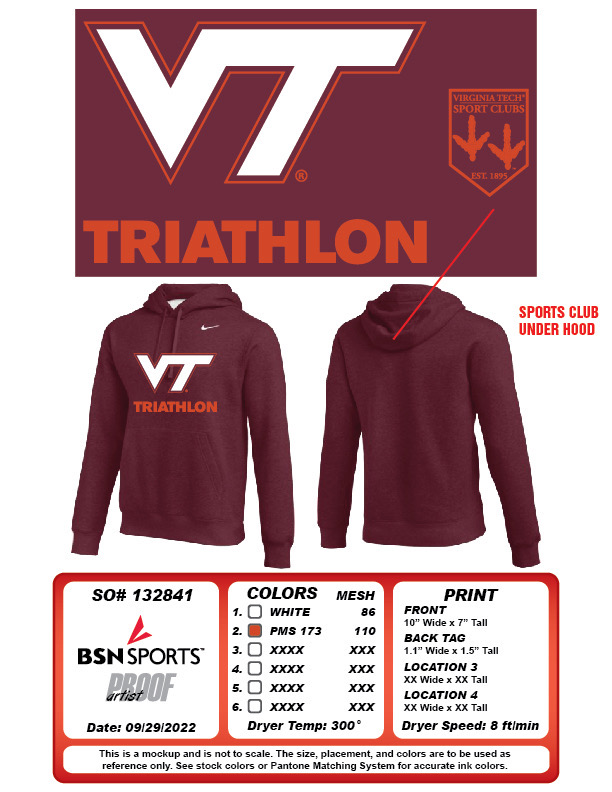 VT
®
TRIATHLON
VIRGINIA TECH®
SPORT CLUBS
EST. 1895
SPORTS CLUB
UNDER HOOD
VT
TRIATHLON
SO# 132841
BSN SPORTS™
PROOF
artist
Date: 09/29/2022
COLORS MESH
1. WHITE 86
2. PMS 173 110
3. XXXX XXX
4. XXXX XXX
5. XXXX XXX
6. XXXX XXX
Dryer Temp: 300°
PRINT
FRONT
10” Wide x 7” Tall
BACK TAG
1.1” Wide x 1.5” Tall
LOCATION 3
XX Wide x XX Tall
LOCATION 4
XX Wide x XX Tall
Dryer Speed: 8 ft/min
This is a mockup and is not to scale. The size, placement, and colors are to be used as
reference only. See stock colors or Pantone Matching System for accurate ink colors.